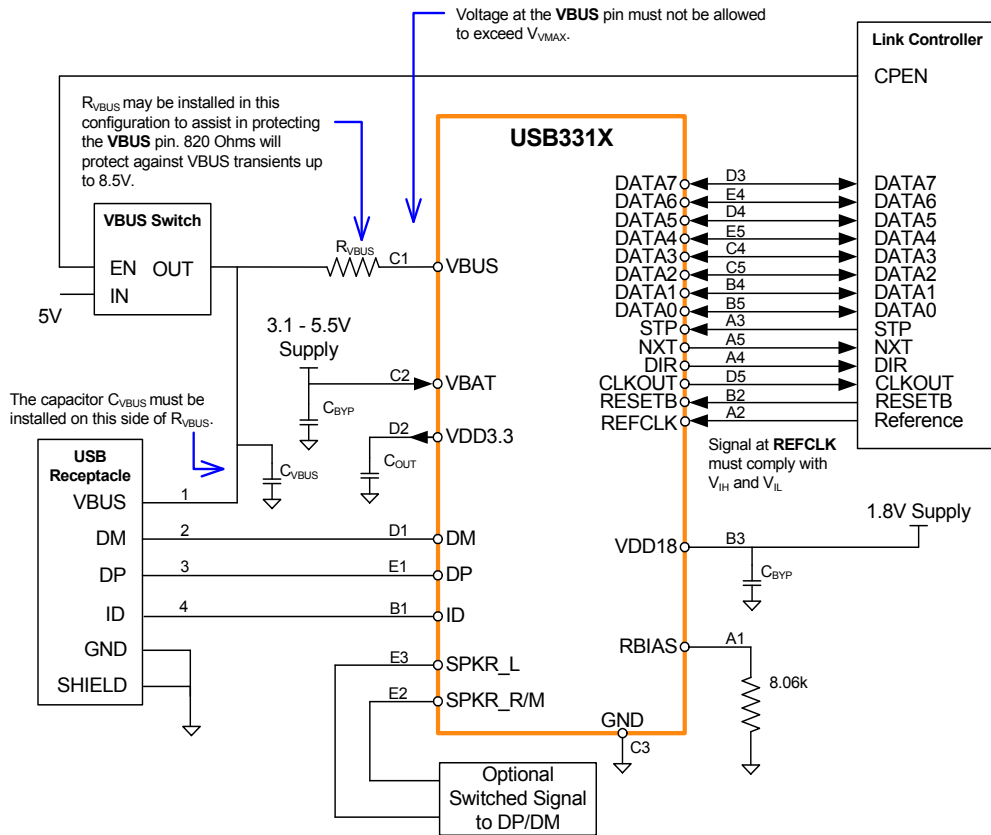 Voltage at the VBUS pin must not be allowed
to exceed VVMAX.
Link Controller
CPEN
RVBUS may be installed in this
configuration to assist in protecting
the VBUS pin. 820 Ohms will
protect against VBUS transients up
to 8.5V.
USB331X
VBUS Switch
EN OUT
IN
5V
RVBUS
C1
VBUS
3.1 - 5.5V
Supply
C2
VBAT
CBYP
D2
VDD3.3
COUT
The capacitor CVBUS must be
installed on this side of RVBUS.
CVBUS
USB
Receptacle
VBUS 1
DM 2 D1 DM
DP 3 E1 DP
ID 4 B1 ID
GND
SHIELD
E3 SPKR_L
E2 SPKR_R/M
DATA7 D3 DATA7
DATA6 E4 DATA6
DATA5 D4 DATA5
DATA4 E5 DATA4
DATA3 C4 DATA3
DATA2 C5 DATA2
DATA1 B4 DATA1
DATA0 B5 DATA0
STP A3 STP
NXT A5 NXT
DIR A4 DIR
CLKOUT D5 CLKOUT
RESETB B2 RESETB
REFCLK A2 Reference
Signal at REFCLK
must comply with
VIH and VIL
1.8V Supply
VDD18 B3
CBYP
RBIAS A1
8.06k
GND
C3
Optional
Switched Signal
to DP/DM